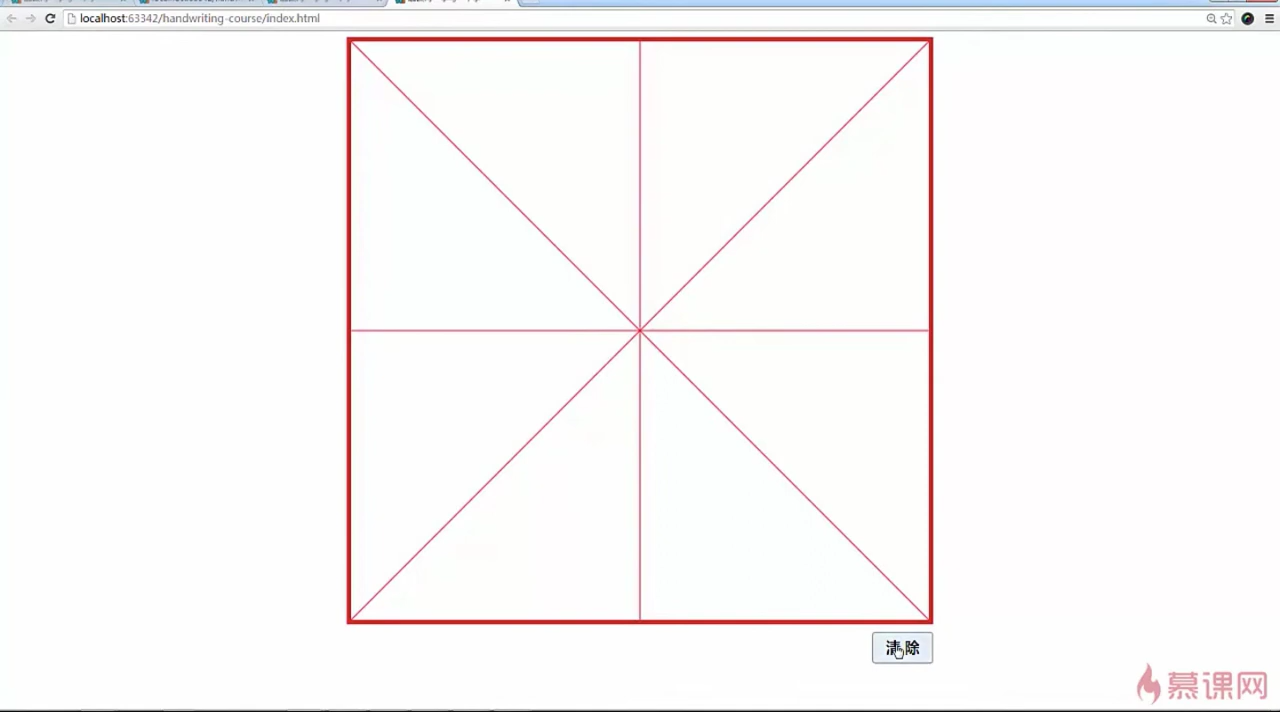 localhost:63342/handwriting-course/index.html
清除
慕课网